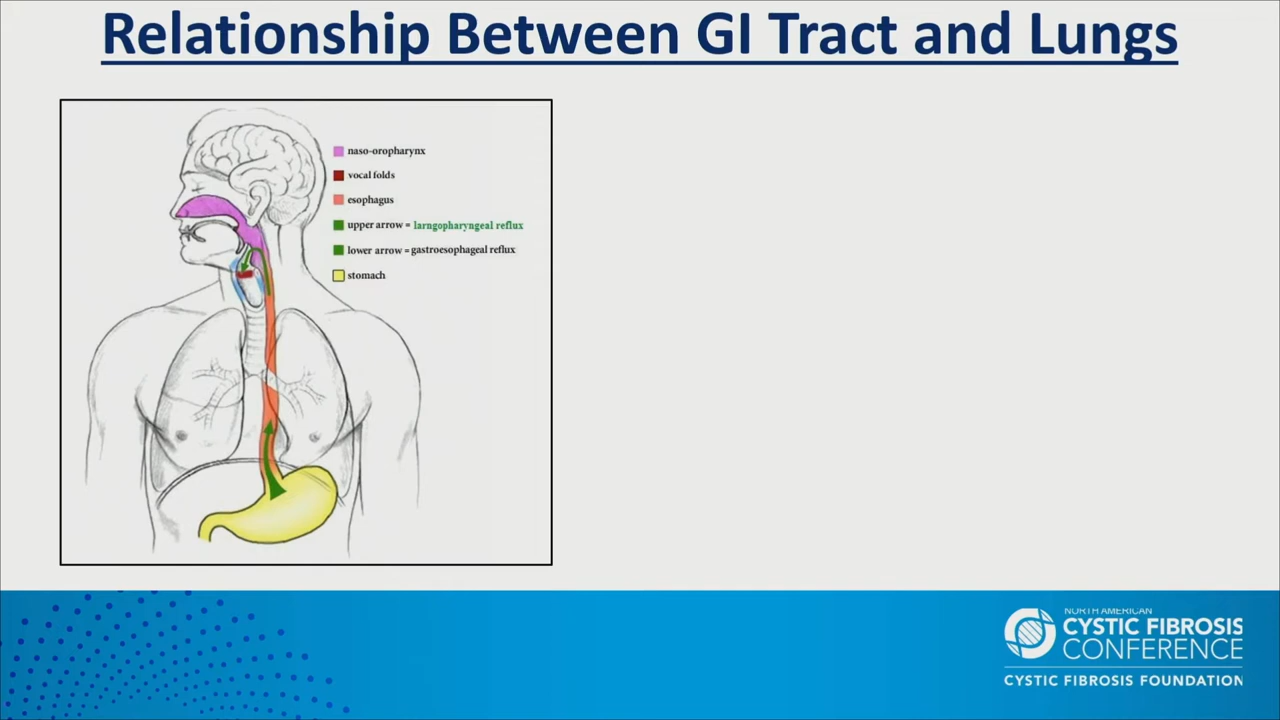 Relationship Between GI Tract and Lungs
naso-oropharynx
vocal folds
esophagus
upper arrow = larngopharyngeal reflux
lower arrow = gastroesophageal reflux
stomach
NORTH AMERICAN
CYSTIC FIBROSIS
CONFERENCE
CYSTIC FIBROSIS FOUNDATION